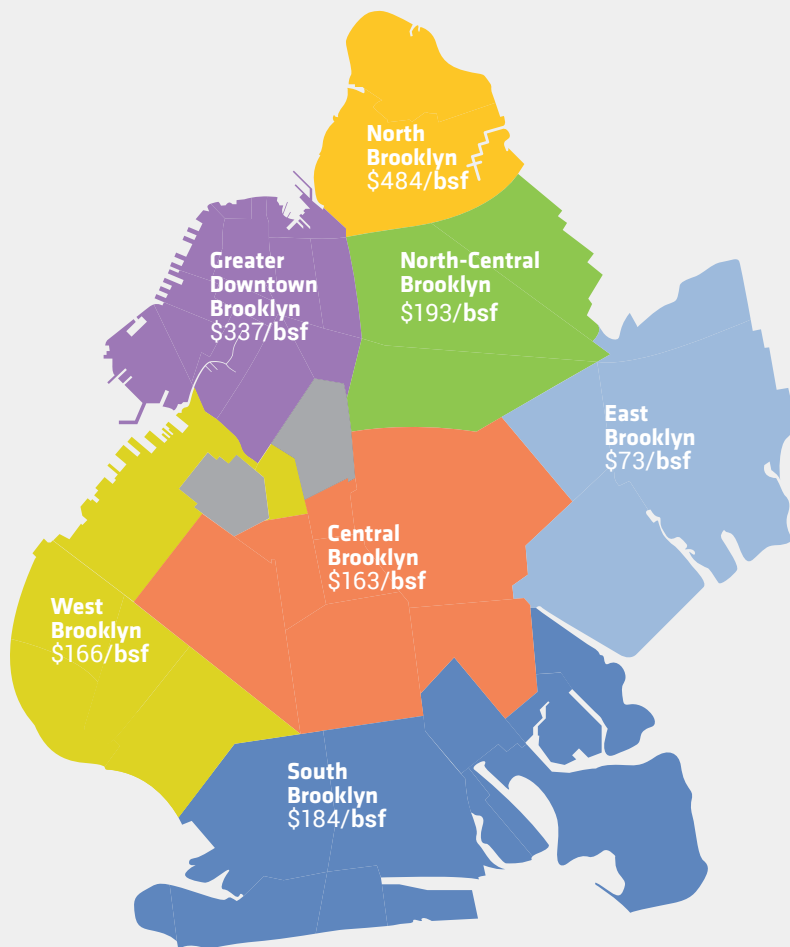 North
Brooklyn
$484/bsf
Greater
Downtown
Brooklyn
$337/bsf
North-Central
Brooklyn
$193/bsf
East
Brooklyn
$73/bsf
Central
Brooklyn
$163/bsf
West
Brooklyn
$166/bsf
South
Brooklyn
$184/bsf